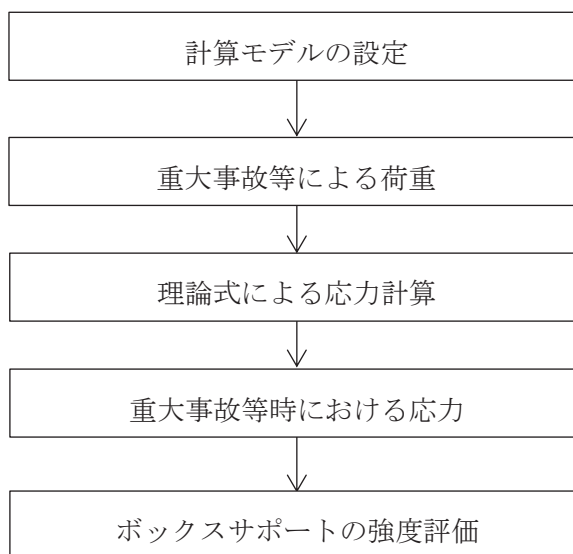 計算モデルの設定
重大事故等による荷重
理論式による応力計算
重大事故等時における応力
ボックスサポートの強度評価